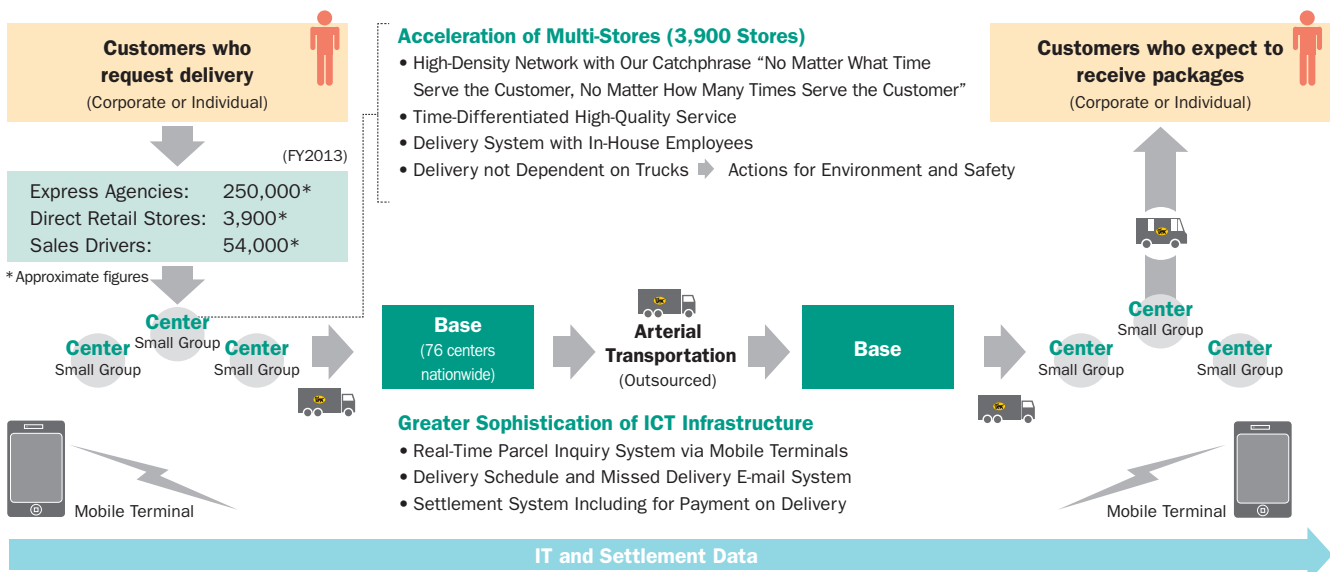 Customers who
request delivery
(Corporate or Individual)
(FY2013)
Express Agencies: 250,000*
Direct Retail Stores: 3,900*
Sales Drivers: 54,000*
* Approximate figures
Acceleration of Multi-Stores (3,900 Stores)
• High-Density Network with Our Catchphrase “No Matter What Time
Serve the Customer, No Matter How Many Times Serve the Customer”
• Time-Differentiated High-Quality Service
• Delivery System with In-House Employees
• Delivery not Dependent on Trucks Actions for Environment and Safety
Customers who expect to
receive packages
(Corporate or Individual)
Center
Small Group
Center
Small Group
Center
Small Group
Base
(76 centers
nationwide)
Arterial
Transportation
(Outsourced)
Base
Center
Small Group
Center
Small Group
Center
Small Group
Greater Sophistication of ICT Infrastructure
• Real-Time Parcel Inquiry System via Mobile Terminals
• Delivery Schedule and Missed Delivery E-mail System
• Settlement System Including for Payment on Delivery
Mobile Terminal
Mobile Terminal
IT and Settlement Data